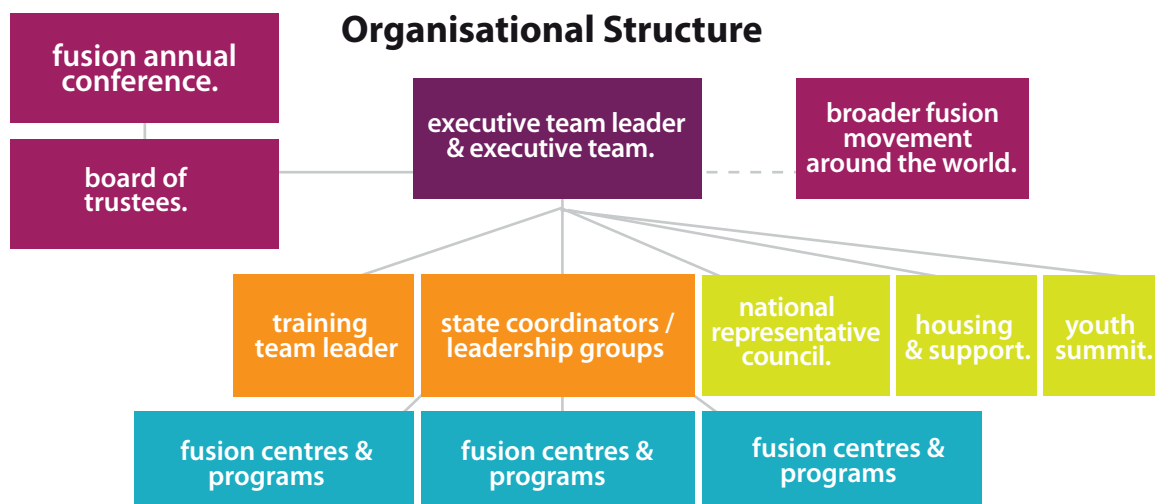 Organisational Structure
fusion annual
conference.
board of
trustees.
executive team leader
& executive team.
broader fusion
movement
around the world.
training
team leader
state coordinators /
leadership groups
national
representative
council.
housing
& support.
youth
summit.
fusion centres &
programs
fusion centres &
programs
fusion centres &
programs